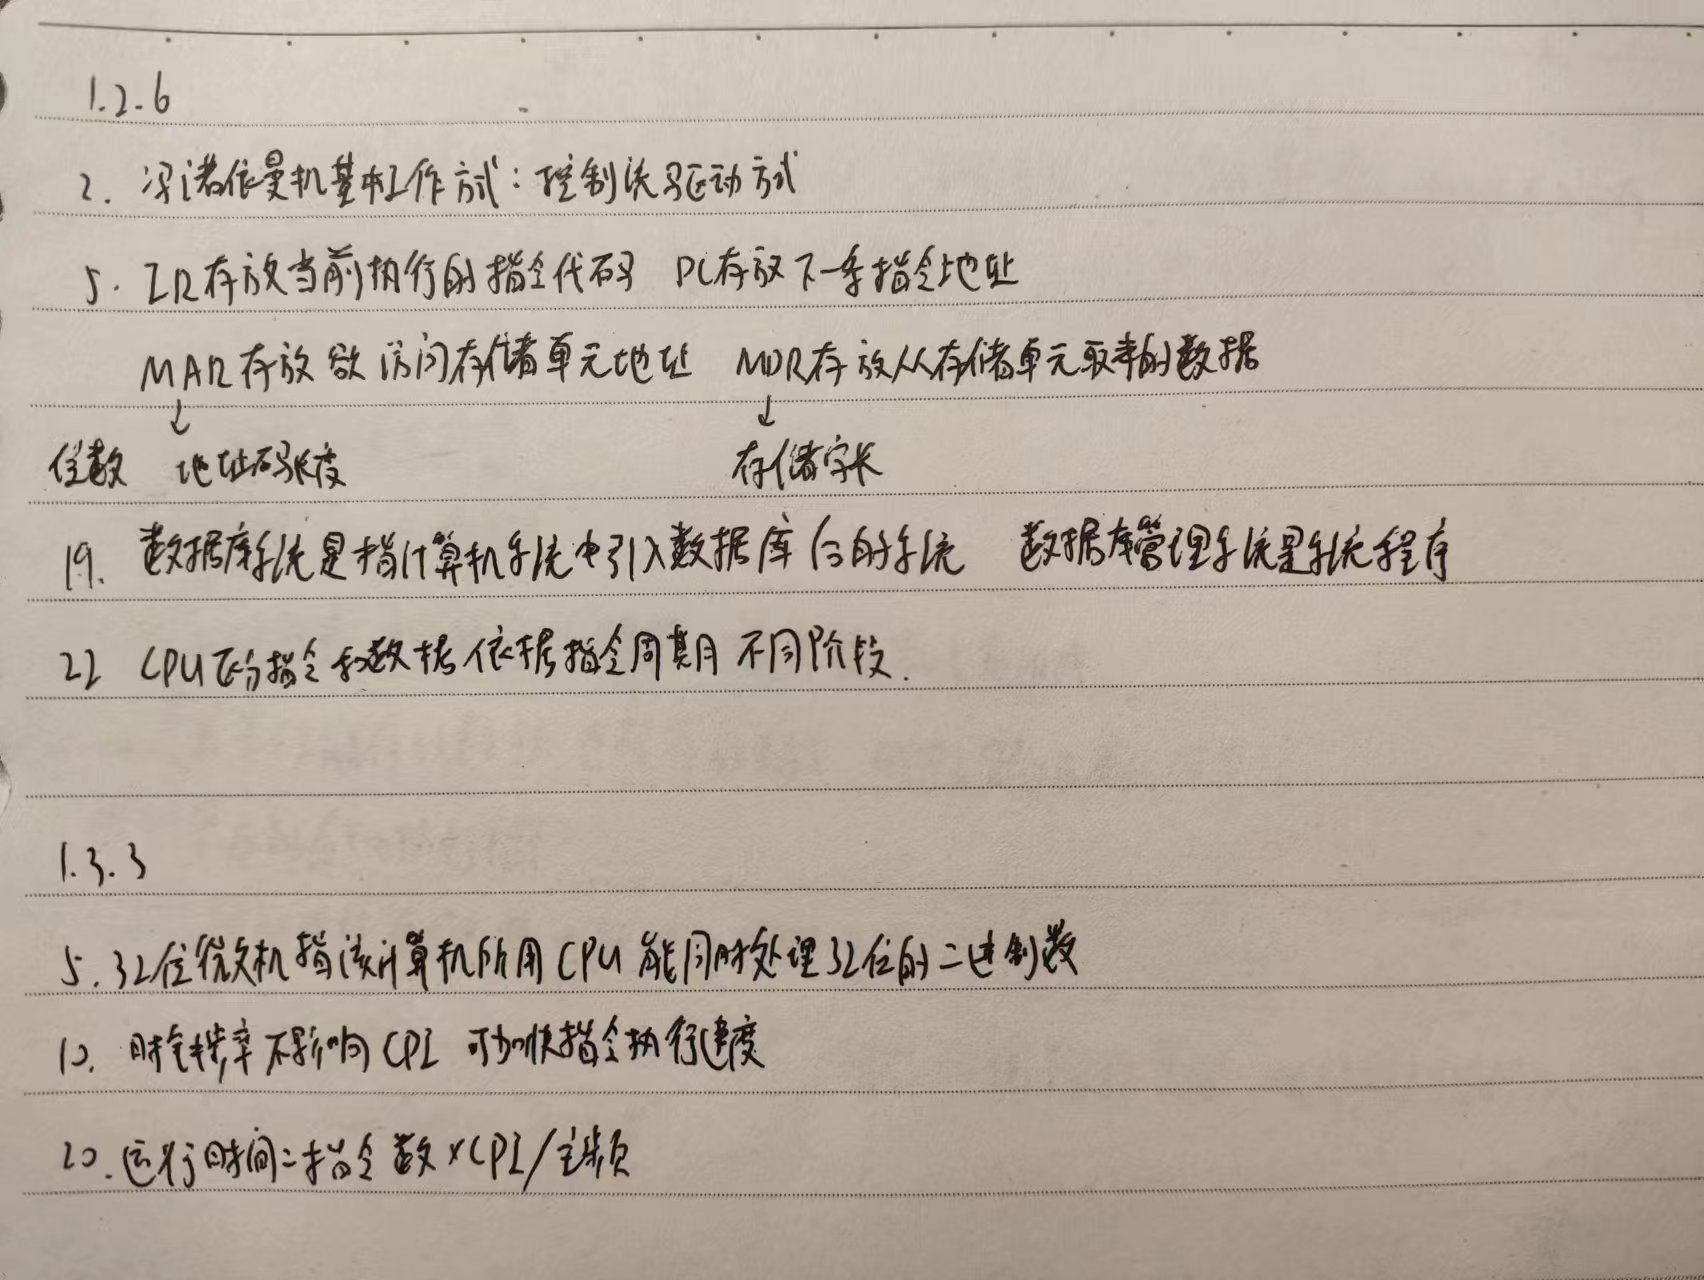 1.2.6
2. 冯诺依曼机基本工作方式：控制流驱动方式
5. IR存放当前执行的指令代码 PC存放下一条指令地址
MAR存放欲访问存储单元地址 MDR存放从存储单元取来的数据
↓ ↓
位数 地址码长度 存储字长
19. 数据库系统是指计算机系统中引入数据库后的系统 数据库管理系统是系统程序
22 CPU区分指令和数据依据指令周期不同阶段.
1.3.3
5. 32位微机指该计算机所用CPU能同时处理32位的二进制数
10. 时钟频率不影响CPI 可加快指令执行速度
20. 运行时间=指令数×CPI/主频